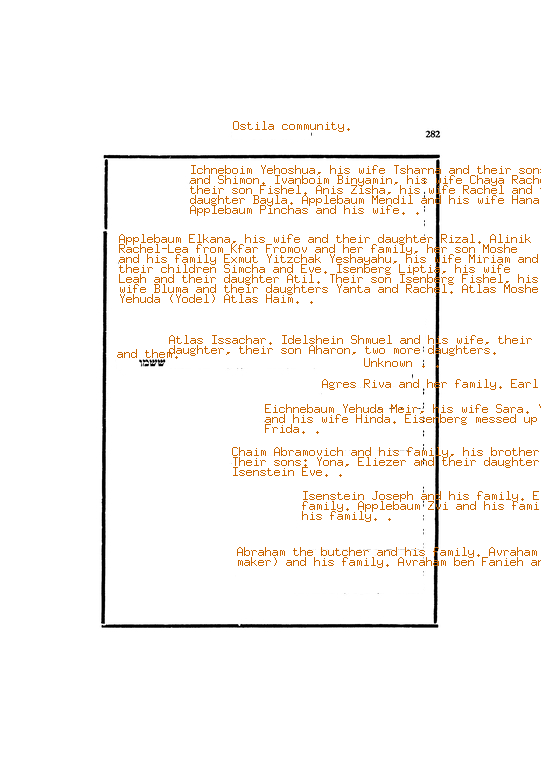 Ostila community.
282
Ichneboim Yehoshua, his wife Tsharna and their sons
and Shimon. Ivanboim Binyamin, his wife Chaya Rach
their son Fishel. Anis Zisha, his wife Rachel and
daughter Bayla. Applebaum Mendil and his wife Hana
Applebaum Pinchas and his wife. .
Applebaum Elkana, his wife and their daughter Rizal. Alinik
Rachel-Lea from Kfar Fromov and her family, her son Moshe
and his family Exmut Yitzchak Yeshayahu, his wife Miriam and
their children Simcha and Eve. Isenberg Liptia, his wife
Leah and their daughter Atil. Their son Isenberg Fishel, his
wife Bluma and their daughters Yanta and Rachel. Atlas Moshe
Yehuda (Yodel) Atlas Haim. .
Atlas Issachar. Idelshein Shmuel and his wife, their
daughter, their son Aharon, two more daughters.
and them.
ששמו
Unknown
Agres Riva and her family. Earl
Eichnebaum Yehuda Meir, his wife Sara.
and his wife Hinda. Eisenberg messed up
Frida. .
Chaim Abramovich and his family, his brother
Their sons: Yona, Eliezer and their daughter
Isenstein Eve. .
Isenstein Joseph and his family. E
family. Applebaum Zvi and his fami
his family. .
Abraham the butcher and his family. Avraham
maker) and his family. Avraham ben Fanieh an